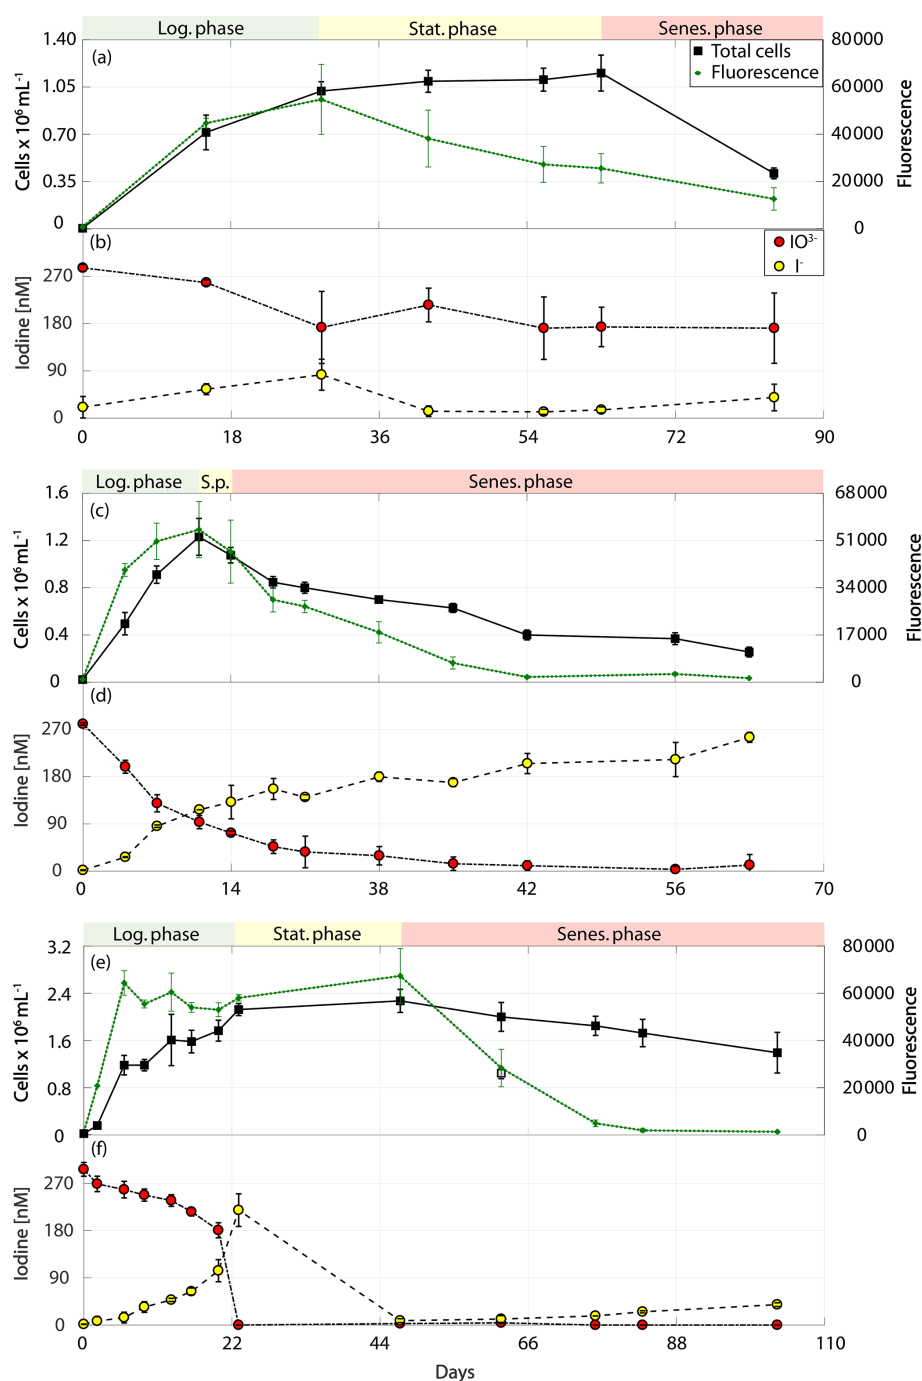 Log. phase Stat. phase Senes. phase
1.40 (a) Total cells 80000
Fluorescence
1.05 60000
0.70 40000
0.35 20000
0 0
Cells x 10⁶ mL⁻¹
Fluorescence
(b) IO³⁻
I⁻
270
180
90
0
Iodine [nM]
0 18 36 54 72 90
Log. phase S.p. Senes. phase
1.6 (c) 68000
1.2 51000
0.8 34000
0.4 17000
0 0
Cells x 10⁶ mL⁻¹
Fluorescence
(d)
270
180
90
0
Iodine [nM]
0 14 38 42 56 70
Log. phase Stat. phase Senes. phase
3.2 (e) 80000
2.4 60000
1.6 40000
0.8 20000
0 0
Cells x 10⁶ mL⁻¹
Fluorescence
(f)
270
180
90
0
Iodine [nM]
0 22 44 66 88 110
Days